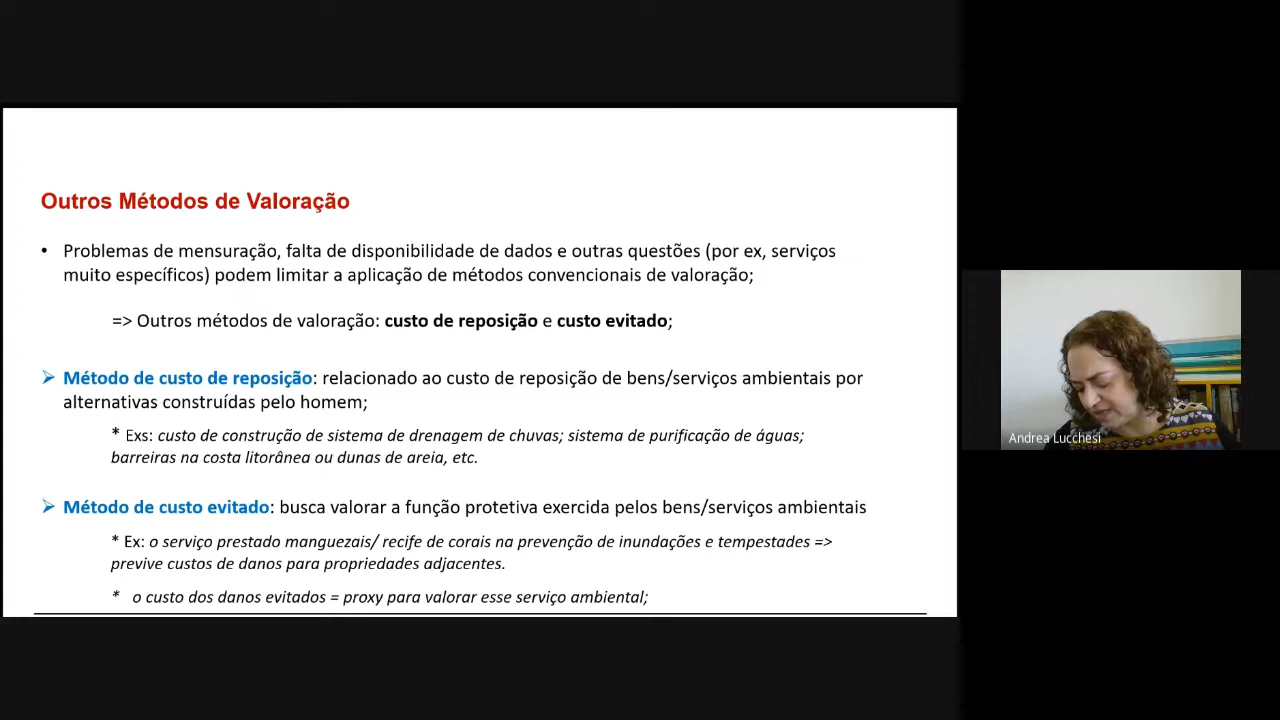 Outros Métodos de Valoração
• Problemas de mensuração, falta de disponibilidade de dados e outras questões (por ex, serviços
muito específicos) podem limitar a aplicação de métodos convencionais de valoração;
=> Outros métodos de valoração: custo de reposição e custo evitado;
➢ Método de custo de reposição: relacionado ao custo de reposição de bens/serviços ambientais por
alternativas construídas pelo homem;
* Exs: custo de construção de sistema de drenagem de chuvas; sistema de purificação de águas;
barreiras na costa litorânea ou dunas de areia, etc.
➢ Método de custo evitado: busca valorar a função protetiva exercida pelos bens/serviços ambientais
* Ex: o serviço prestado manguezais/ recife de corais na prevenção de inundações e tempestades =>
previve custos de danos para propriedades adjacentes.
* o custo dos danos evitados = proxy para valorar esse serviço ambiental;
Andrea Lucchesi